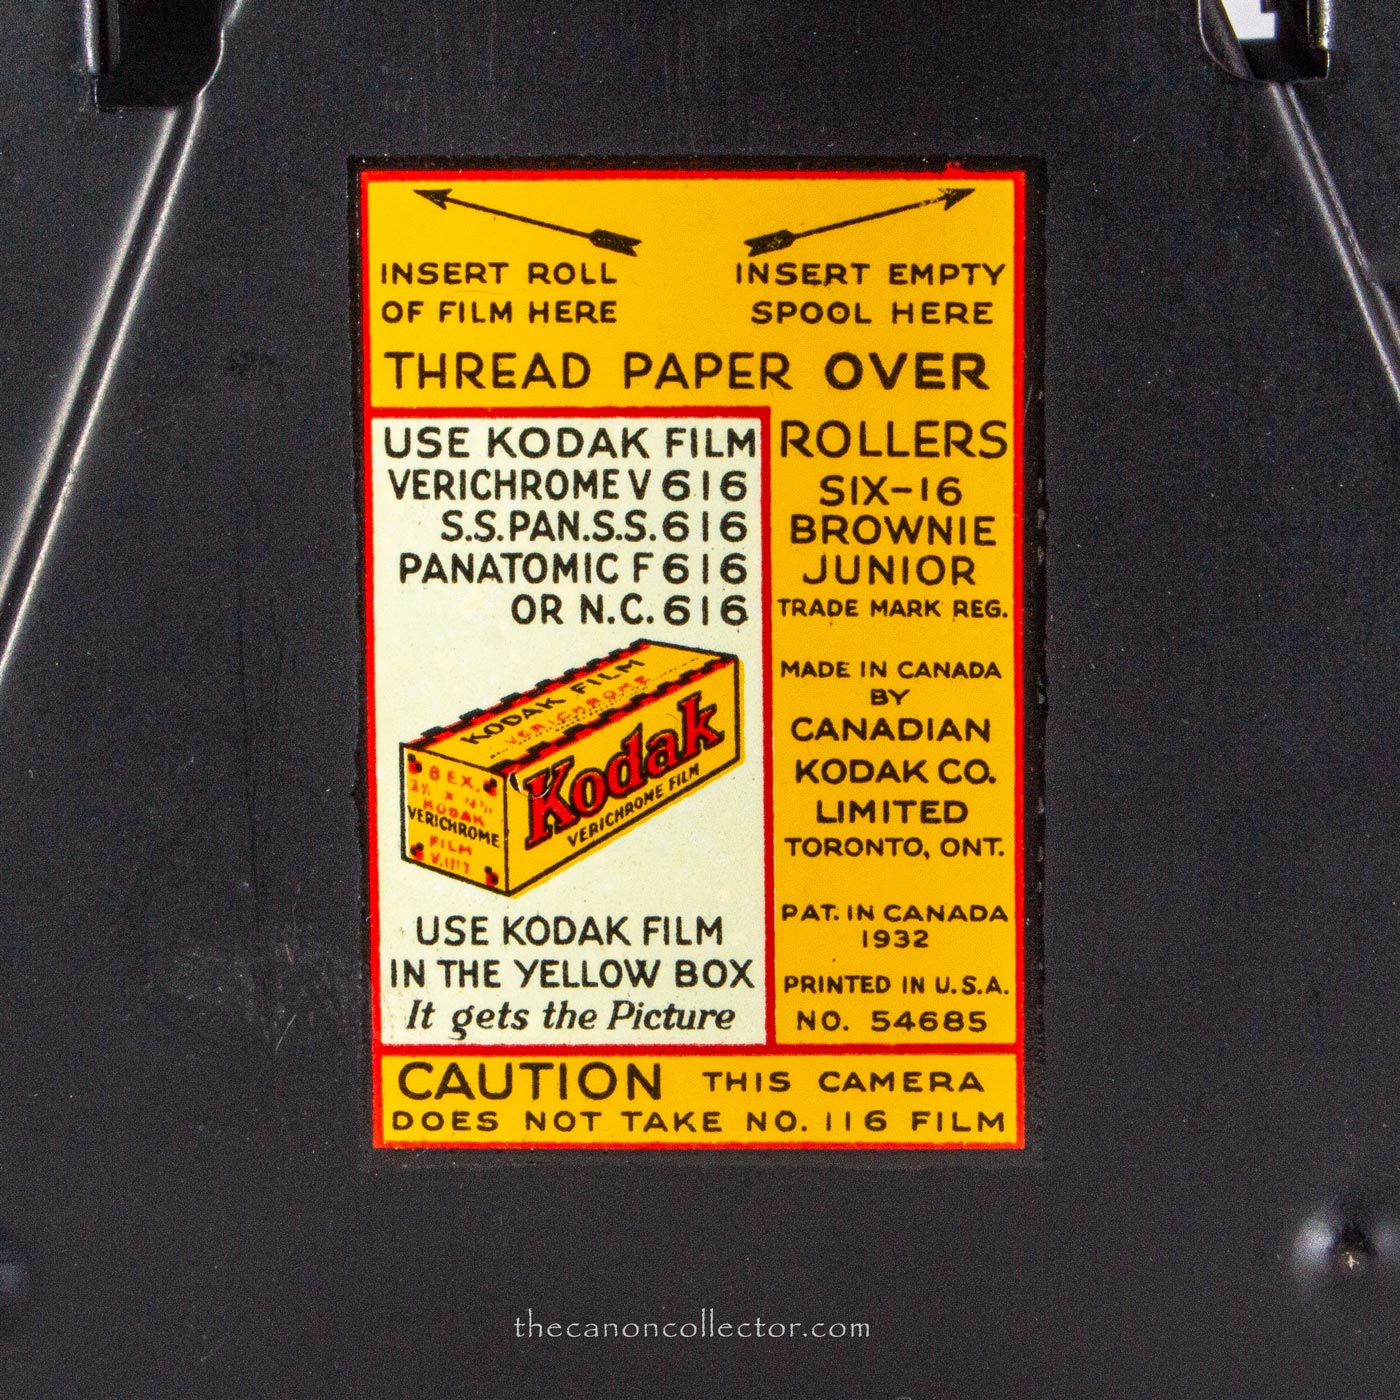 INSERT ROLL
OF FILM HERE
INSERT EMPTY
SPOOL HERE
THREAD PAPER OVER
ROLLERS
USE KODAK FILM
VERICHROME V 616
S.S.PAN.S.S.616
PANATOMIC F 616
OR N.C.616
KODAK FILM
VERICHROME
8 EX.
KODAK
VERICHROME
FILM
Kodak
VERICHROME FILM
USE KODAK FILM
IN THE YELLOW BOX
It gets the Picture
SIX-16
BROWNIE
JUNIOR
TRADE MARK REG.
MADE IN CANADA
BY
CANADIAN
KODAK CO.
LIMITED
TORONTO, ONT.
PAT. IN CANADA
1932
PRINTED IN U.S.A.
NO. 54685
CAUTION THIS CAMERA
DOES NOT TAKE NO. 116 FILM
thecanoncollector.com